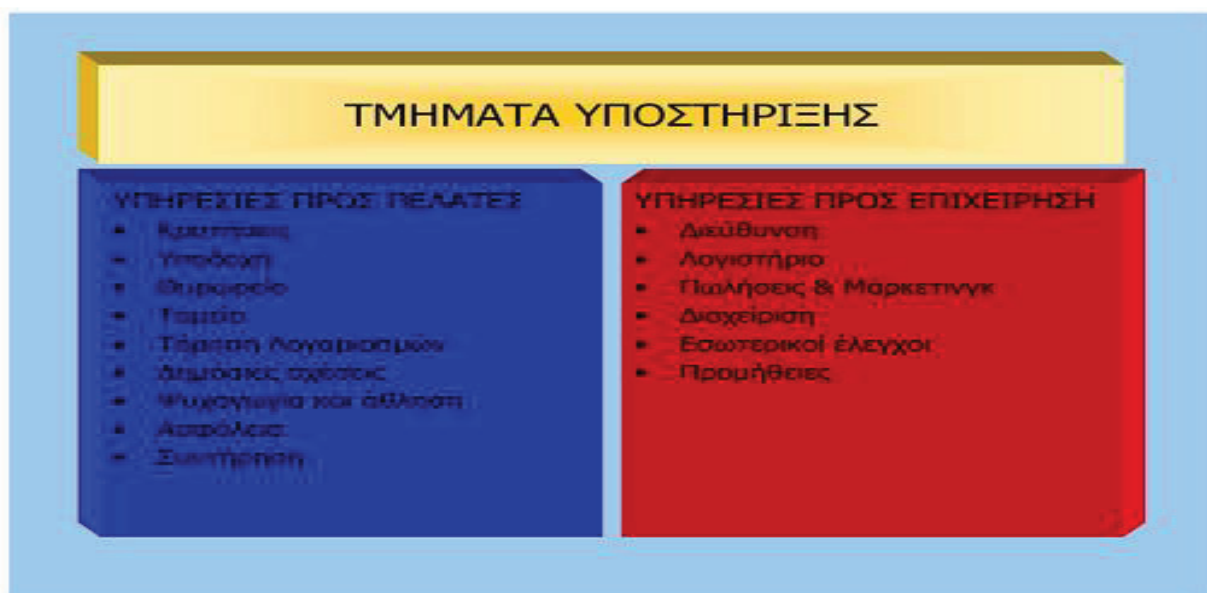 ΤΜΗΜΑΤΑ ΥΠΟΣΤΗΡΙΞΗΣ
ΥΠΗΡΕΣΙΕΣ ΠΡΟΣ ΠΕΛΑΤΕΣ
• Κρατήσεις
• Υποδοχή
• Θυρωρείο
• Ταμείο
• Τήρηση Λογαριασμών
• Δημόσιες σχέσεις
• Ψυχαγωγία και άθληση
• Ασφάλεια
• Συντήρηση
ΥΠΗΡΕΣΙΕΣ ΠΡΟΣ ΕΠΙΧΕΙΡΗΣΗ
• Διεύθυνση
• Λογιστήριο
• Πωλήσεις & Μάρκετινγκ
• Διαχείριση
• Εσωτερικοί έλεγχοι
• Προμήθειες